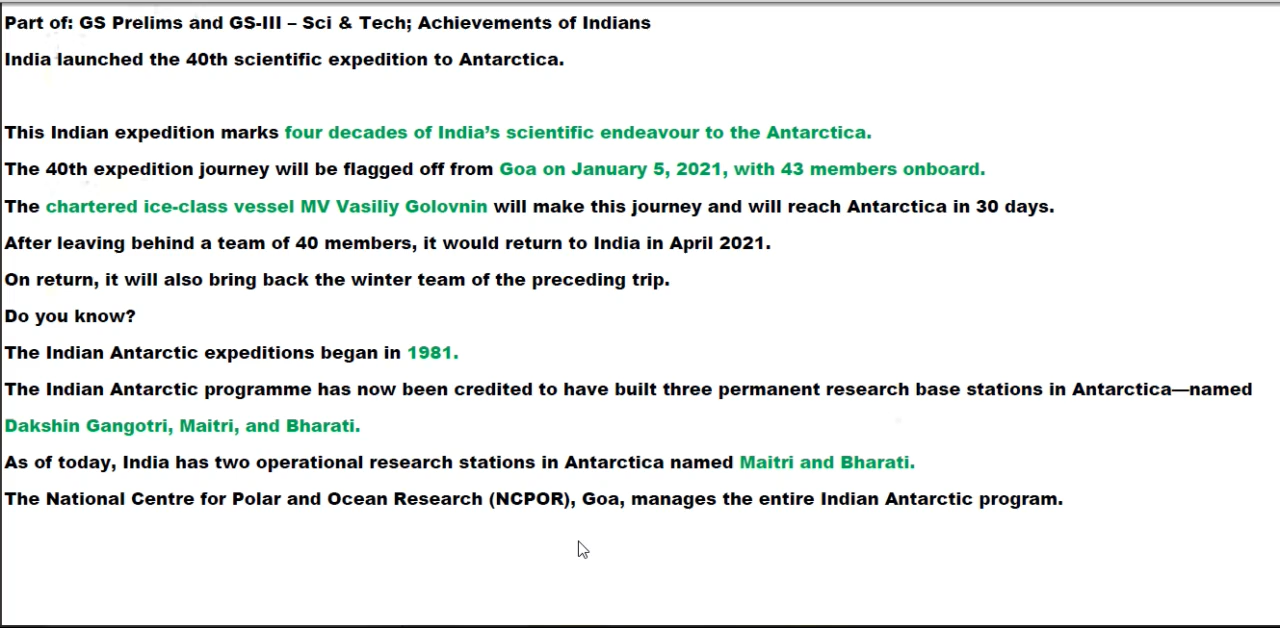 Part of: GS Prelims and GS-III – Sci & Tech; Achievements of Indians
India launched the 40th scientific expedition to Antarctica.
This Indian expedition marks four decades of India’s scientific endeavour to the Antarctica.
The 40th expedition journey will be flagged off from Goa on January 5, 2021, with 43 members onboard.
The chartered ice-class vessel MV Vasiliy Golovnin will make this journey and will reach Antarctica in 30 days.
After leaving behind a team of 40 members, it would return to India in April 2021.
On return, it will also bring back the winter team of the preceding trip.
Do you know?
The Indian Antarctic expeditions began in 1981.
The Indian Antarctic programme has now been credited to have built three permanent research base stations in Antarctica—named
Dakshin Gangotri, Maitri, and Bharati.
As of today, India has two operational research stations in Antarctica named Maitri and Bharati.
The National Centre for Polar and Ocean Research (NCPOR), Goa, manages the entire Indian Antarctic program.